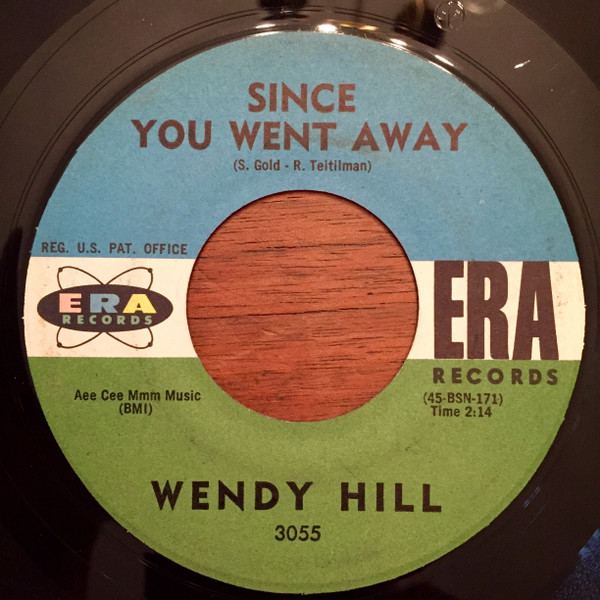 SINCE
YOU WENT AWAY
(S. Gold - R. Teitilman)
REG. U.S. PAT. OFFICE
ERA
RECORDS
ERA
RECORDS
Aee Cee Mmm Music
(BMI)
(45-BSN-171)
Time 2:14
WENDY HILL
3055